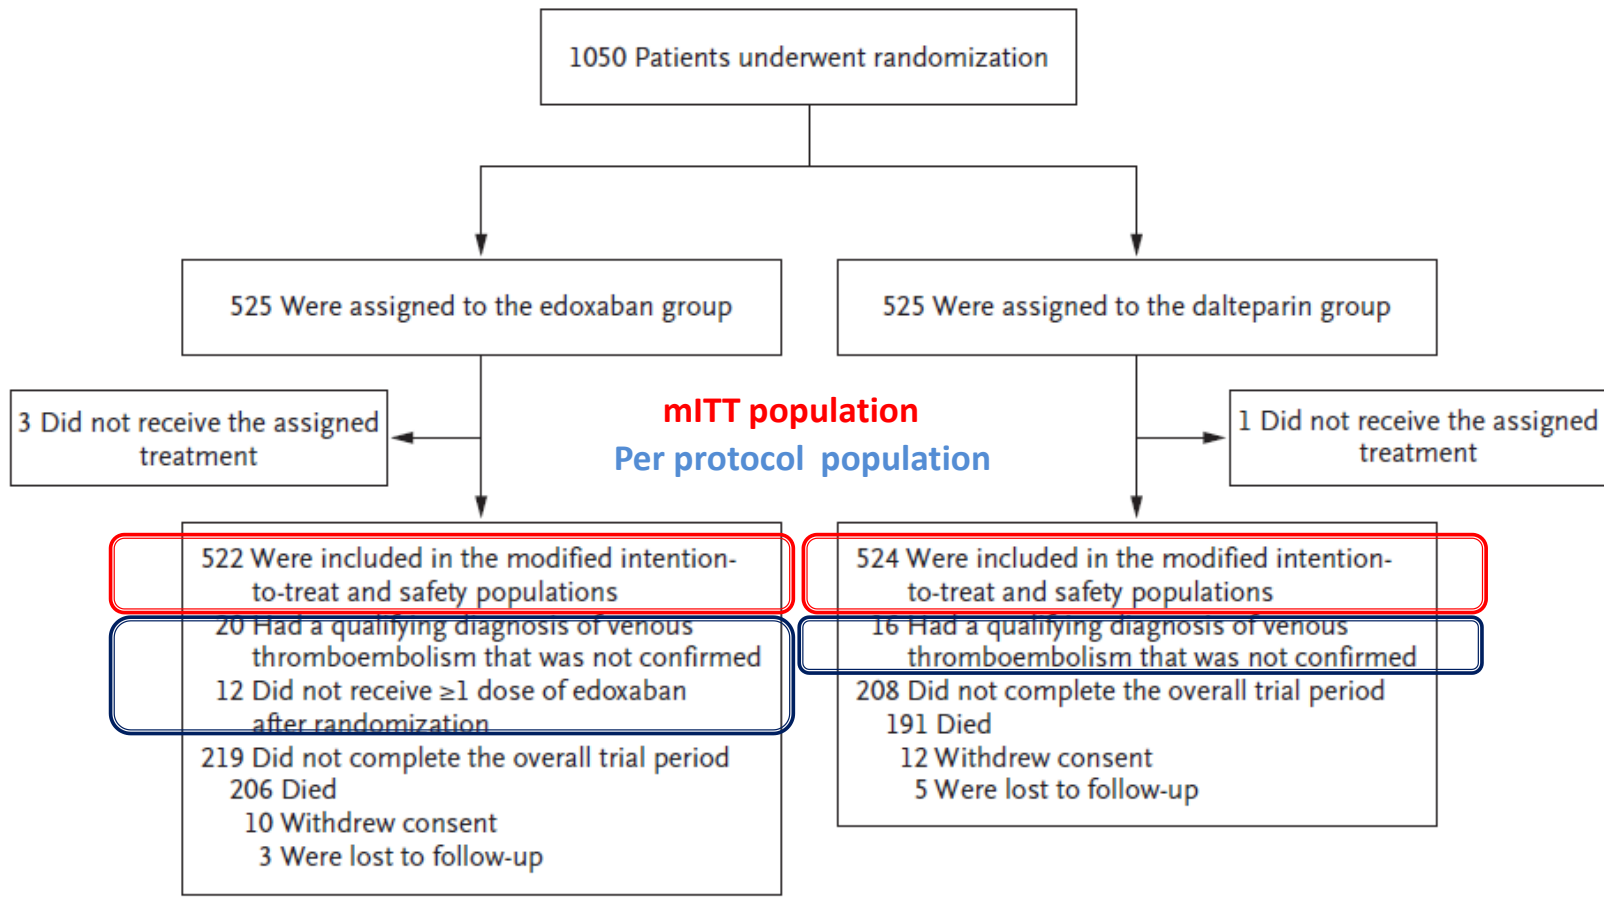 1050 Patients underwent randomization
525 Were assigned to the edoxaban group
525 Were assigned to the dalteparin group
3 Did not receive the assigned
treatment
mITT population
Per protocol population
1 Did not receive the assigned
treatment
522 Were included in the modified intention-
to-treat and safety populations
20 Had a qualifying diagnosis of venous
thromboembolism that was not confirmed
12 Did not receive ≥1 dose of edoxaban
after randomization
219 Did not complete the overall trial period
206 Died
10 Withdrew consent
3 Were lost to follow-up
524 Were included in the modified intention-
to-treat and safety populations
16 Had a qualifying diagnosis of venous
thromboembolism that was not confirmed
208 Did not complete the overall trial period
191 Died
12 Withdrew consent
5 Were lost to follow-up